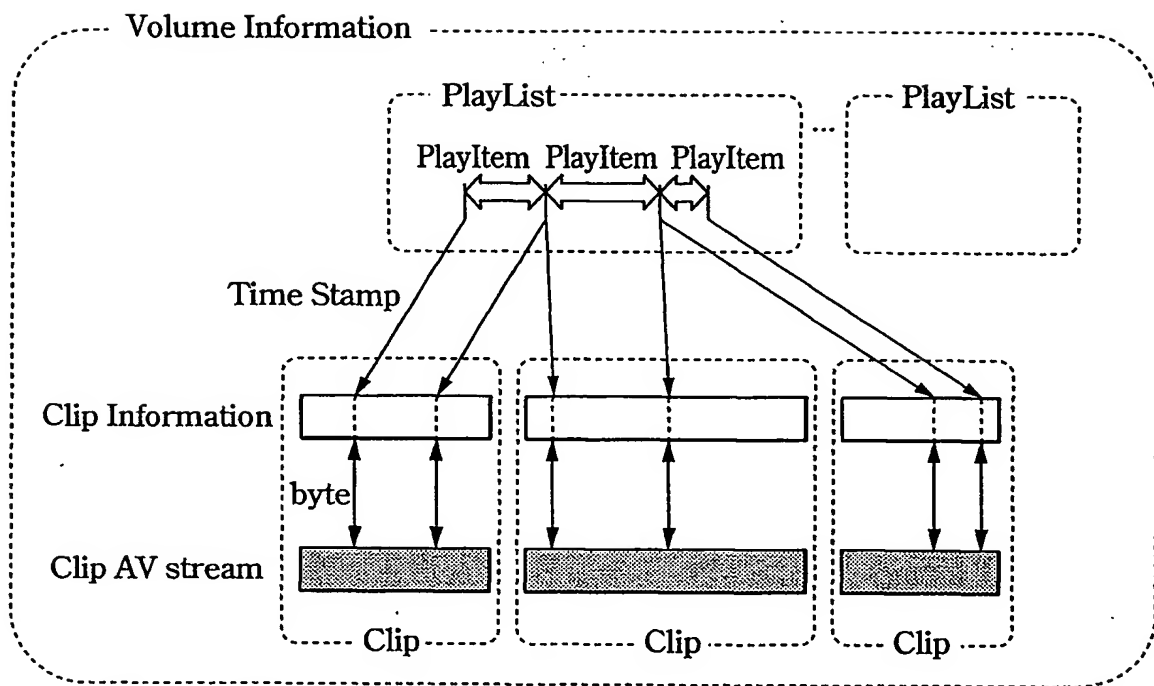 Volume Information
PlayList
...
PlayList
PlayItem PlayItem PlayItem
Time Stamp
Clip Information
byte
Clip AV stream
Clip
Clip
Clip